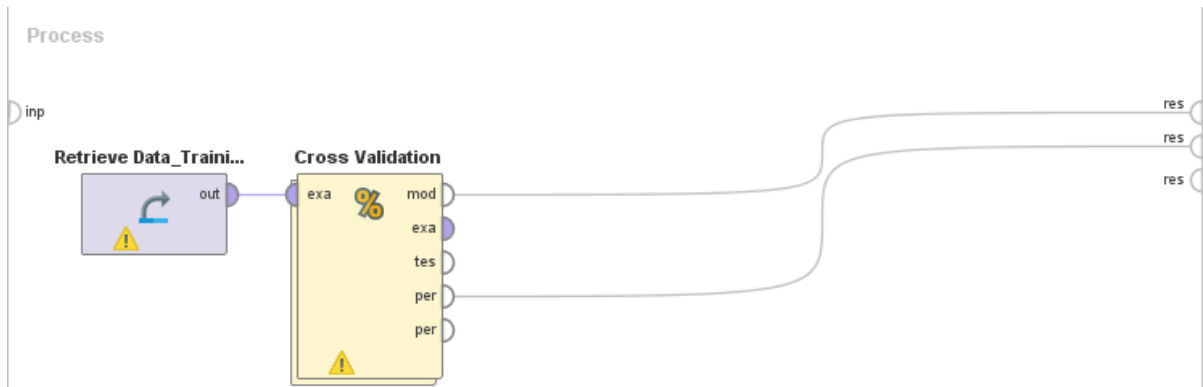 Process
inp
res
res
res
Retrieve Data_Traini...
out
Cross Validation
exa
%
mod
exa
tes
per
per